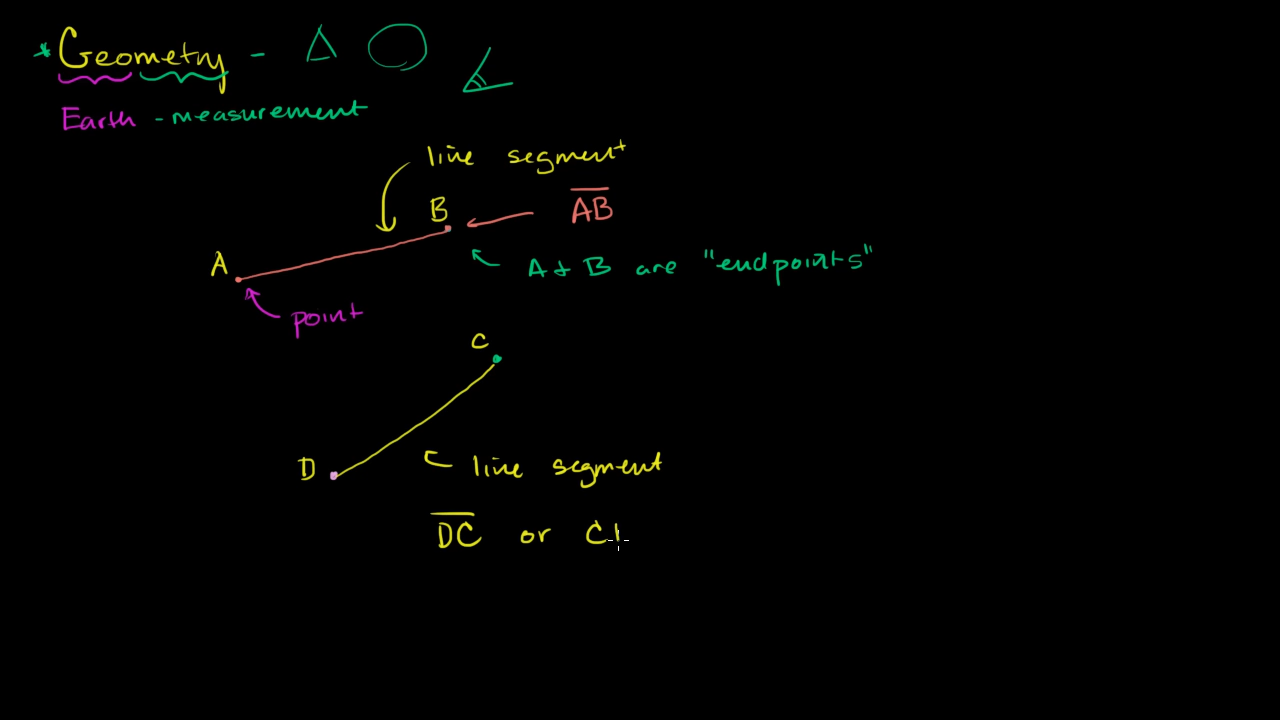 * Geometry -
Earth - measurement
line segment
B
AB
A
A + B are "endpoints"
point
C
D
line segment
DC or C